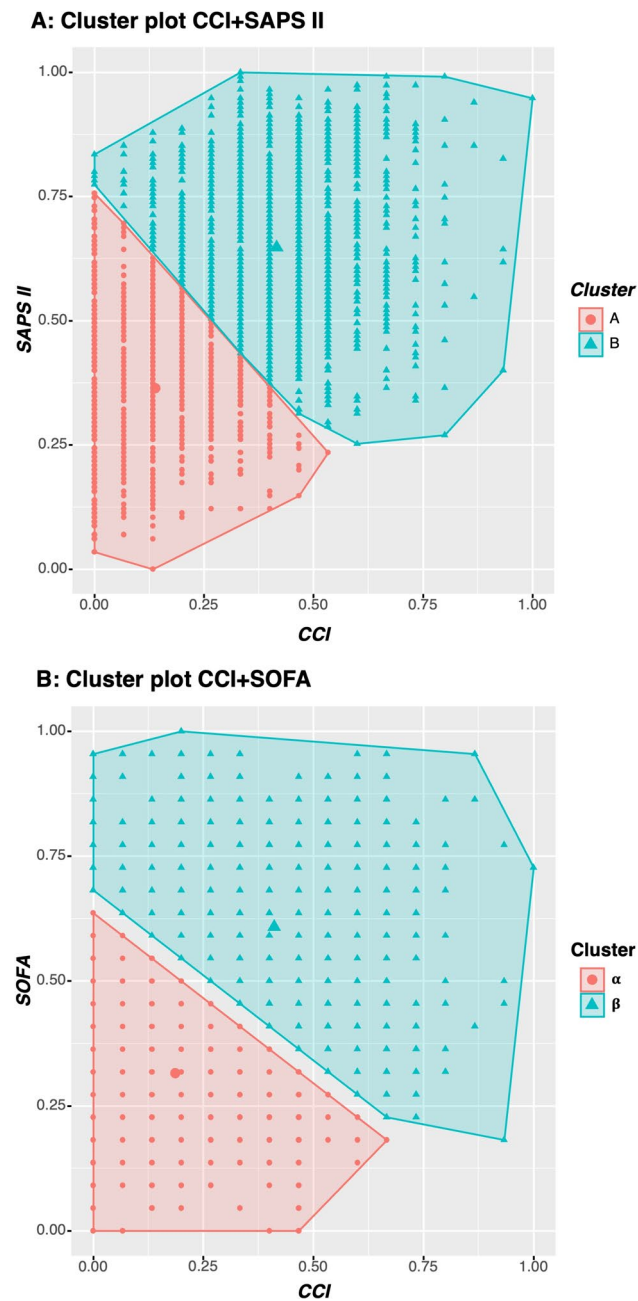 A: Cluster plot CCI+SAPS II
1.00
0.75
0.50
0.25
0.00
SAPS II
0.00 0.25 0.50 0.75 1.00
CCI
Cluster
A
B
B: Cluster plot CCI+SOFA
1.00
0.75
0.50
0.25
0.00
SOFA
0.00 0.25 0.50 0.75 1.00
CCI
Cluster
α
β